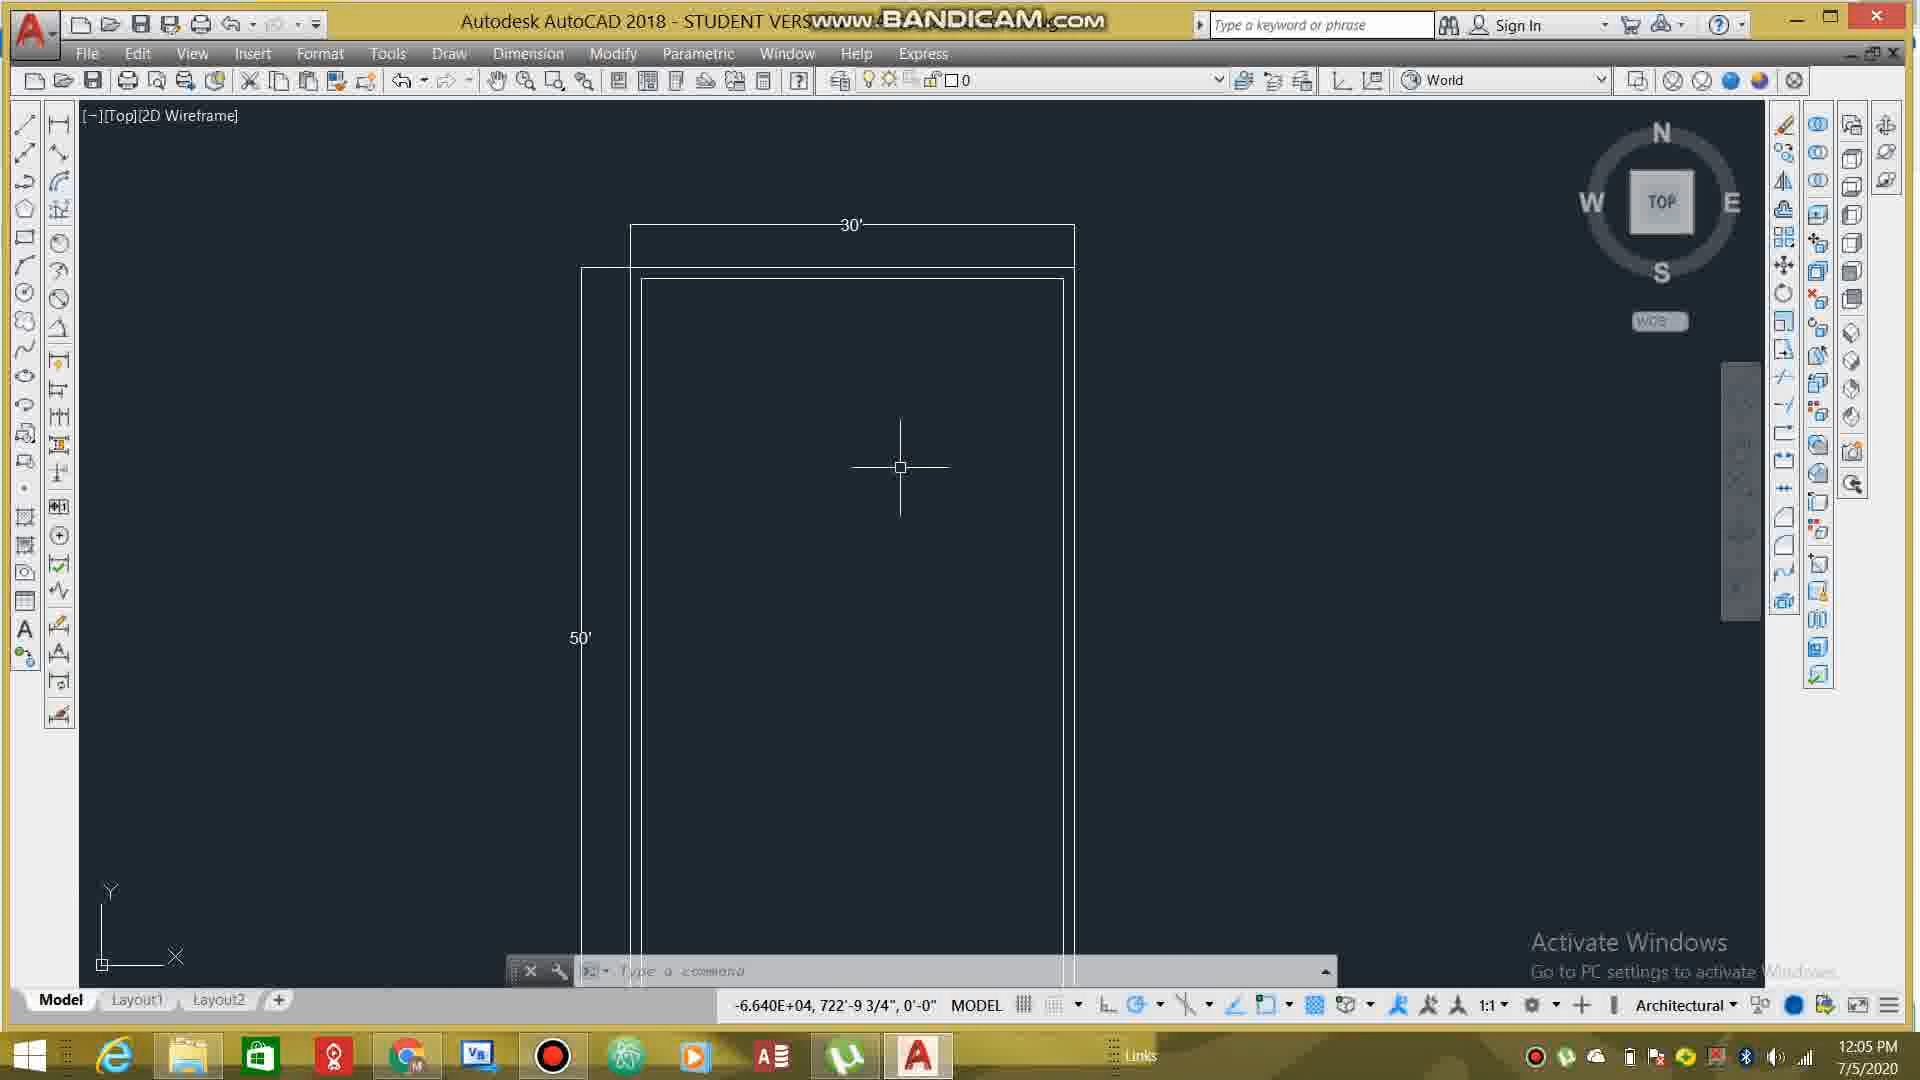 Autodesk AutoCAD 2018 - STUDENT VERS
www.BANDICAM.com
Type a keyword or phrase
Sign In
File Edit View Insert Format Tools Draw Dimension Modify Parametric Window Help Express
0
World
[−][Top][2D Wireframe]
N
W TOP E
S
WCS
30'
50'
Y
X
Type a command
Activate Windows
Go to PC settings to activate Windows.
Model Layout1 Layout2 +
-6.640E+04, 722'-9 3/4", 0'-0" MODEL 1:1 Architectural
Links
12:05 PM
7/5/2020